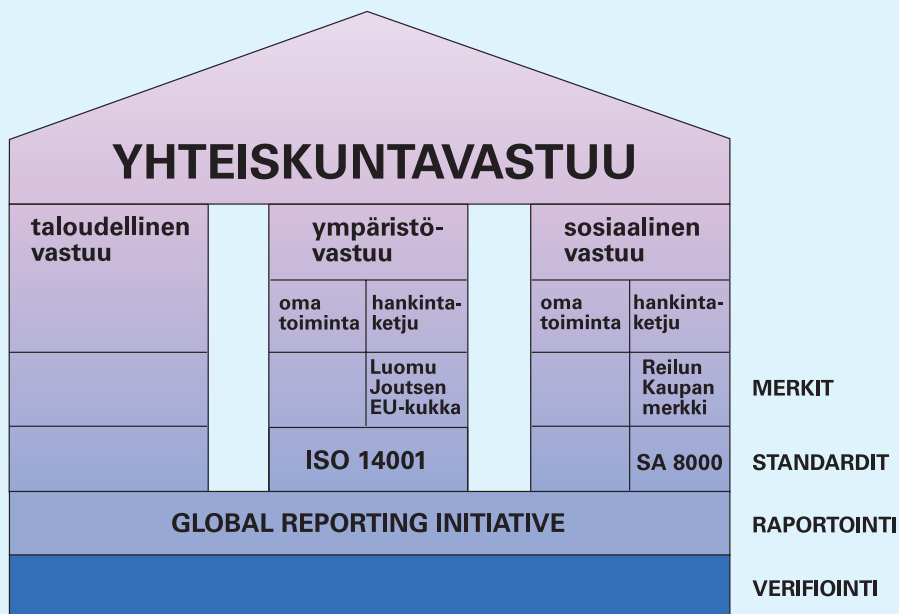 YHTEISKUNTAVASTUU
taloudellinen
vastuu
ympäristö-
vastuu
sosiaalinen
vastuu
oma
toiminta
hankinta-
ketju
oma
toiminta
hankinta-
ketju
Luomu
Joutsen
EU-kukka
Reilun
Kaupan
merkki
MERKIT
ISO 14001
SA 8000
STANDARDIT
GLOBAL REPORTING INITIATIVE
RAPORTOINTI
VERIFIOINTI